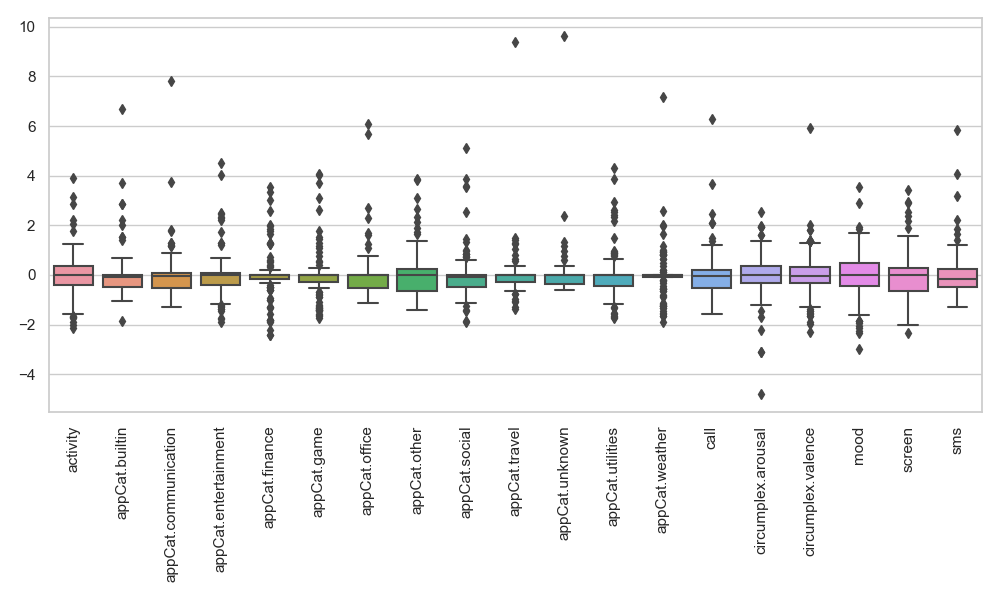 10
8
6
4
2
0
−2
−4
activity
appCat.builtin
appCat.communication
appCat.entertainment
appCat.finance
appCat.game
appCat.office
appCat.other
appCat.social
appCat.travel
appCat.unknown
appCat.utilities
appCat.weather
call
circumplex.arousal
circumplex.valence
mood
screen
sms